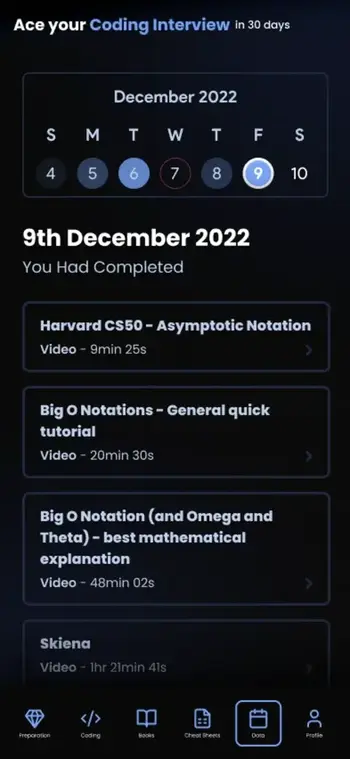 Ace your Coding Interview in 30 days
December 2022
S M T W T F S
4 5 6 7 8 9 10
9th December 2022
You Had Completed
Harvard CS50 - Asymptotic Notation
Video - 9min 25s
Big O Notations - General quick
tutorial
Video - 20min 30s
Big O Notation (and Omega and
Theta) - best mathematical
explanation
Video - 48min 02s
Skiena
Video - 1hr 21min 41s
Preparation Coding Books Cheat Sheets Data Profile